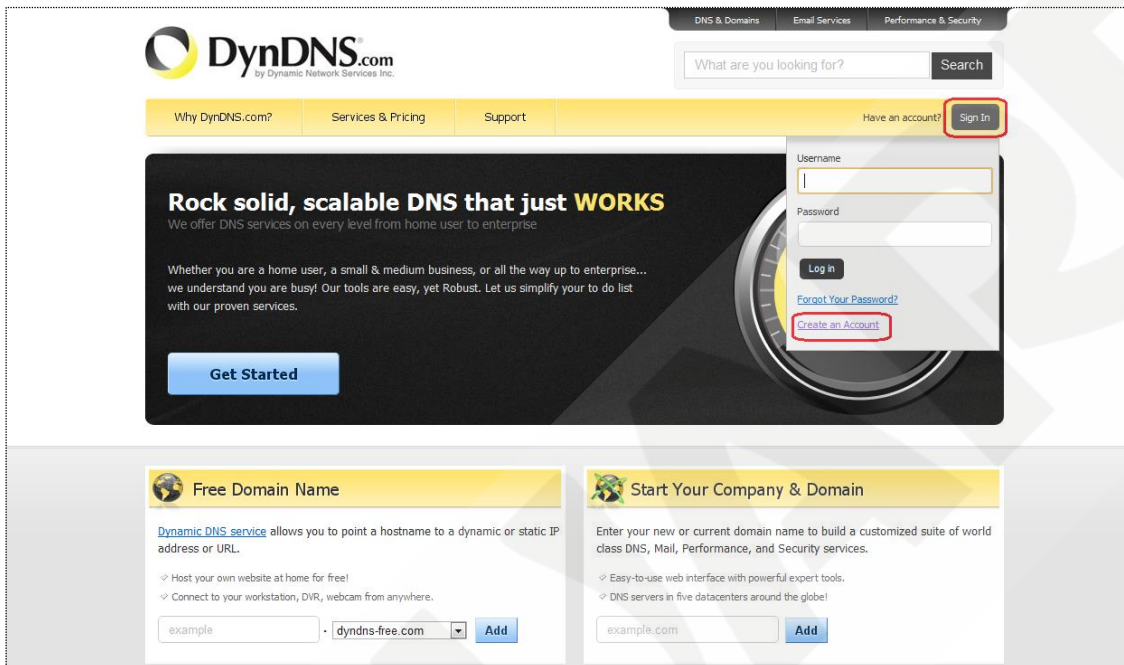 DNS & Domains Email Services Performance & Security
DynDNS.com
by Dynamic Network Services Inc.
What are you looking for? Search
Why DynDNS.com? Services & Pricing Support Have an account? Sign In
Username
Password
Log in
Forgot Your Password?
Create an Account
Rock solid, scalable DNS that just WORKS
We offer DNS services on every level from home user to enterprise
Whether you are a home user, a small & medium business, or all the way up to enterprise...
we understand you are busy! Our tools are easy, yet Robust. Let us simplify your to do list
with our proven services.
Get Started
Free Domain Name
Dynamic DNS service allows you to point a hostname to a dynamic or static IP
address or URL.
Host your own website at home for free!
Connect to your workstation, DVR, webcam from anywhere.
example . dyndns-free.com Add
Start Your Company & Domain
Enter your new or current domain name to build a customized suite of world
class DNS, Mail, Performance, and Security services.
Easy-to-use web interface with powerful expert tools.
DNS servers in five datacenters around the globe!
example.com Add